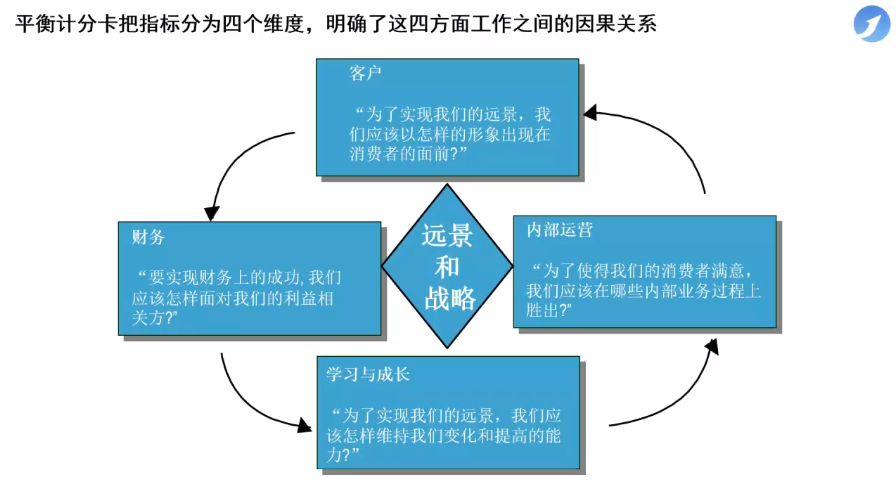 平衡计分卡把指标分为四个维度，明确了这四方面工作之间的因果关系
客户
“为了实现我们的远景，我
们应该以怎样的形象出现在
消费者的面前?”
财务
“要实现财务上的成功,我们
应该怎样面对我们的利益相
关方?”
远景
和
战略
内部运营
“为了使得我们的消费者满意，
我们应该在哪些内部业务过程上
胜出?”
学习与成长
“为了实现我们的远景，我们应
该怎样维持我们变化和提高的能
力?”